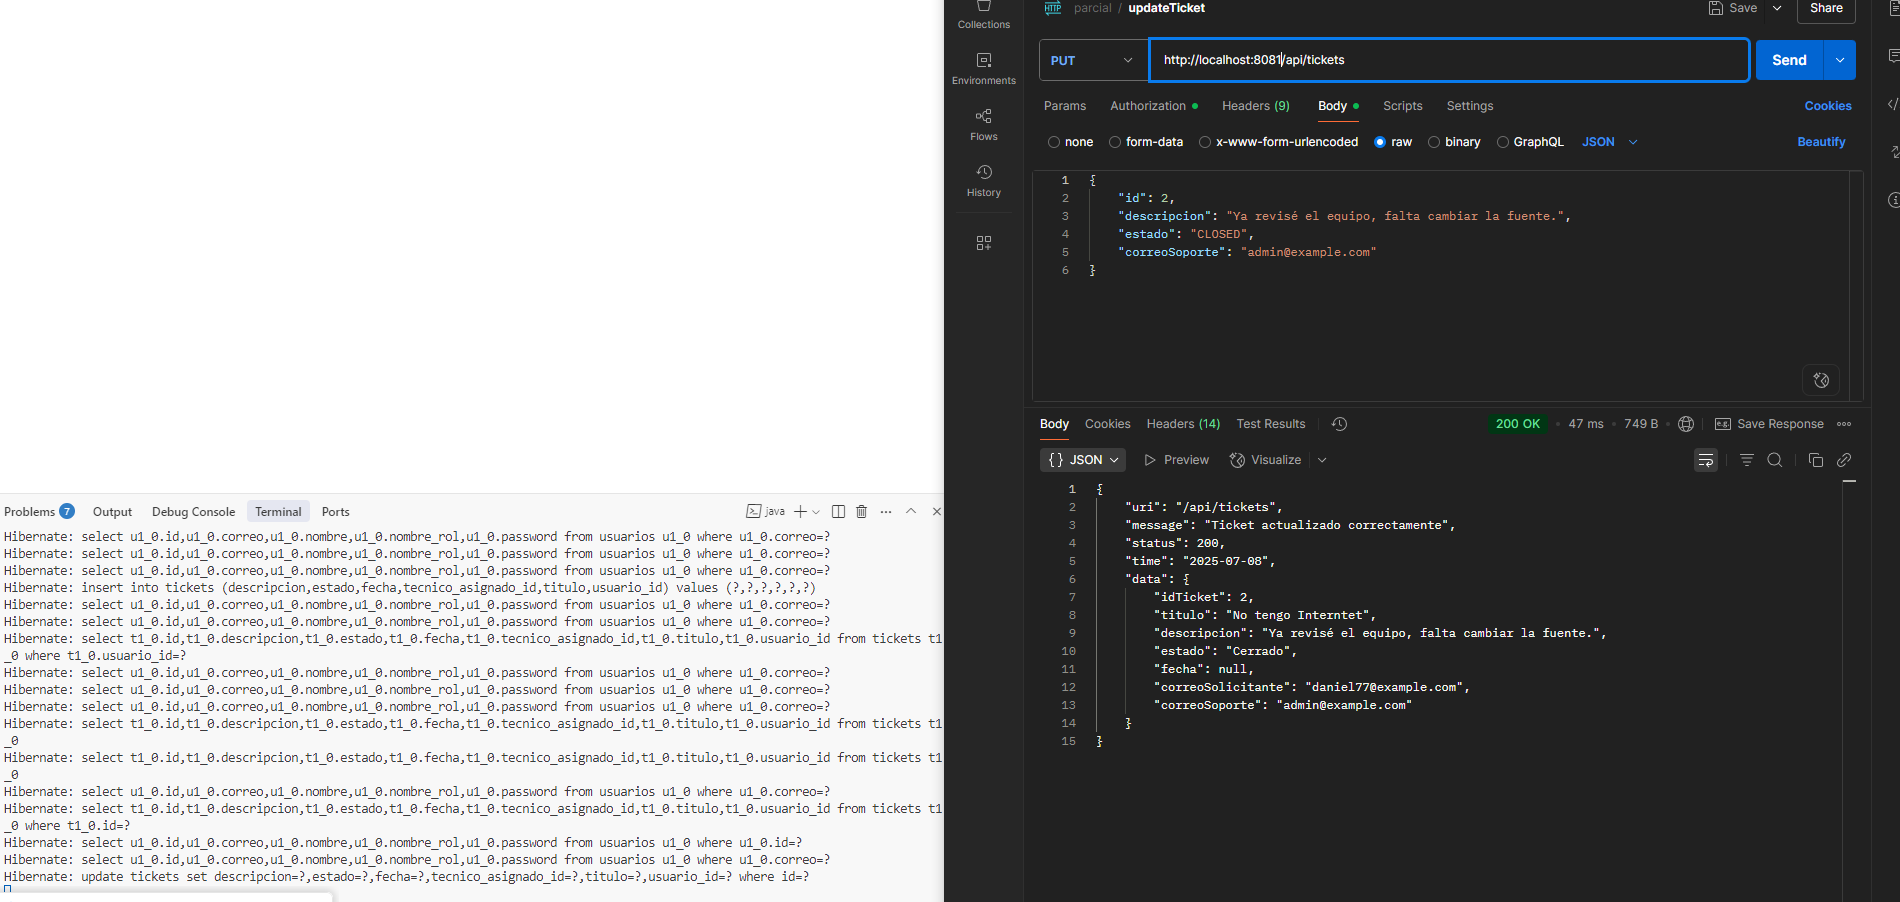 Problems 7 Output Debug Console Terminal Ports java
Hibernate: select u1_0.id,u1_0.correo,u1_0.nombre,u1_0.nombre_rol,u1_0.password from usuarios u1_0 where u1_0.correo=?
Hibernate: select u1_0.id,u1_0.correo,u1_0.nombre,u1_0.nombre_rol,u1_0.password from usuarios u1_0 where u1_0.correo=?
Hibernate: select u1_0.id,u1_0.correo,u1_0.nombre,u1_0.nombre_rol,u1_0.password from usuarios u1_0 where u1_0.correo=?
Hibernate: insert into tickets (descripcion,estado,fecha,tecnico_asignado_id,titulo,usuario_id) values (?,?,?,?,?,?)
Hibernate: select u1_0.id,u1_0.correo,u1_0.nombre,u1_0.nombre_rol,u1_0.password from usuarios u1_0 where u1_0.correo=?
Hibernate: select u1_0.id,u1_0.correo,u1_0.nombre,u1_0.nombre_rol,u1_0.password from usuarios u1_0 where u1_0.correo=?
Hibernate: select t1_0.id,t1_0.descripcion,t1_0.estado,t1_0.fecha,t1_0.tecnico_asignado_id,t1_0.titulo,t1_0.usuario_id from tickets t1
_0 where t1_0.usuario_id=?
Hibernate: select u1_0.id,u1_0.correo,u1_0.nombre,u1_0.nombre_rol,u1_0.password from usuarios u1_0 where u1_0.correo=?
Hibernate: select u1_0.id,u1_0.correo,u1_0.nombre,u1_0.nombre_rol,u1_0.password from usuarios u1_0 where u1_0.correo=?
Hibernate: select u1_0.id,u1_0.correo,u1_0.nombre,u1_0.nombre_rol,u1_0.password from usuarios u1_0 where u1_0.correo=?
Hibernate: select t1_0.id,t1_0.descripcion,t1_0.estado,t1_0.fecha,t1_0.tecnico_asignado_id,t1_0.titulo,t1_0.usuario_id from tickets t1
_0
Hibernate: select t1_0.id,t1_0.descripcion,t1_0.estado,t1_0.fecha,t1_0.tecnico_asignado_id,t1_0.titulo,t1_0.usuario_id from tickets t1
_0
Hibernate: select u1_0.id,u1_0.correo,u1_0.nombre,u1_0.nombre_rol,u1_0.password from usuarios u1_0 where u1_0.correo=?
Hibernate: select t1_0.id,t1_0.descripcion,t1_0.estado,t1_0.fecha,t1_0.tecnico_asignado_id,t1_0.titulo,t1_0.usuario_id from tickets t1
_0 where t1_0.id=?
Hibernate: select u1_0.id,u1_0.correo,u1_0.nombre,u1_0.nombre_rol,u1_0.password from usuarios u1_0 where u1_0.id=?
Hibernate: select u1_0.id,u1_0.correo,u1_0.nombre,u1_0.nombre_rol,u1_0.password from usuarios u1_0 where u1_0.correo=?
Hibernate: update tickets set descripcion=?,estado=?,fecha=?,tecnico_asignado_id=?,titulo=?,usuario_id=? where id=?
Collections
Environments
Flows
History
HTTP parcial / updateTicket Save Share
PUT http://localhost:8081/api/tickets Send
Params Authorization Headers (9) Body Scripts Settings Cookies
none form-data x-www-form-urlencoded raw binary GraphQL JSON Beautify
1 {
2 "id": 2,
3 "descripcion": "Ya revisé el equipo, falta cambiar la fuente.",
4 "estado": "CLOSED",
5 "correoSoporte": "admin@example.com"
6 }
Body Cookies Headers (14) Test Results 200 OK 47 ms 749 B e.g. Save Response
{} JSON Preview Visualize
1 {
2 "uri": "/api/tickets",
3 "message": "Ticket actualizado correctamente",
4 "status": 200,
5 "time": "2025-07-08",
6 "data": {
7 "idTicket": 2,
8 "titulo": "No tengo Interntet",
9 "descripcion": "Ya revisé el equipo, falta cambiar la fuente.",
10 "estado": "Cerrado",
11 "fecha": null,
12 "correoSolicitante": "daniel77@example.com",
13 "correoSoporte": "admin@example.com"
14 }
15 }